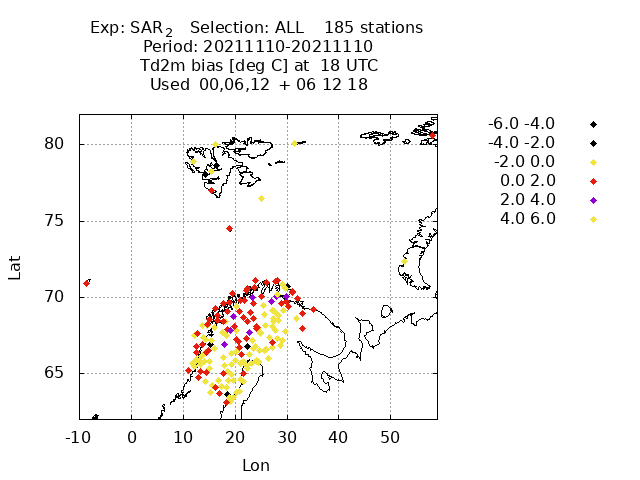 Exp: SAR2 Selection: ALL 185 stations
Period: 20211110-20211110
Td2m bias [deg C] at 18 UTC
Used 00,06,12 + 06 12 18
-6.0 -4.0
-4.0 -2.0
-2.0 0.0
0.0 2.0
2.0 4.0
4.0 6.0
80
75
70
65
Lat
-10 0 10 20 30 40 50
Lon